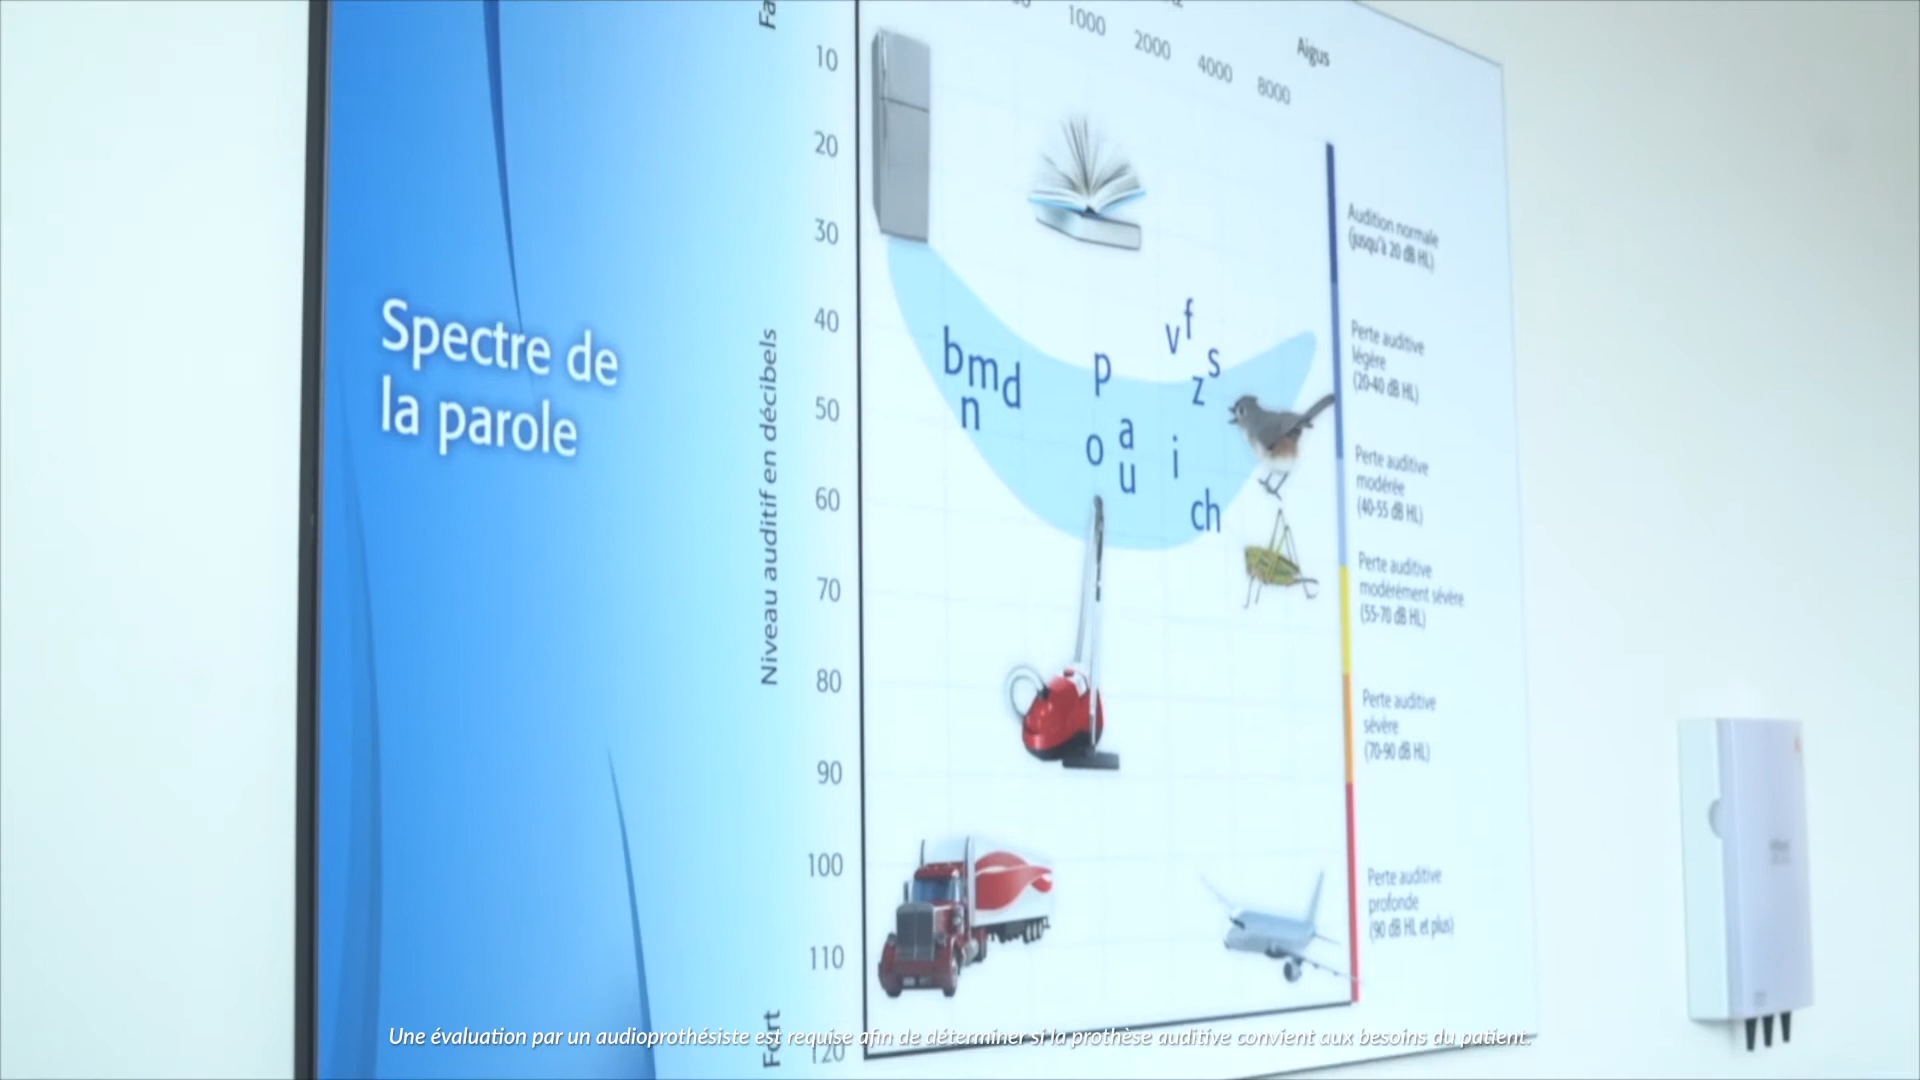 Spectre de
la parole
Niveau auditif en décibels
Fort
1000
2000
4000
8000
Aigus
10
20
30
40
50
60
70
80
90
100
110
120
v f
s
z
b m d
n
p
a
o
u
i
ch
Audition normale
(jusqu'à 20 dB HL)
Perte auditive
légère
(20-40 dB HL)
Perte auditive
modérée
(40-55 dB HL)
Perte auditive
modérément sévère
(55-70 dB HL)
Perte auditive
sévère
(70-90 dB HL)
Perte auditive
profonde
(90 dB HL et plus)
Une évaluation par un audioprothésiste est requise afin de déterminer si la prothèse auditive convient aux besoins du patient.